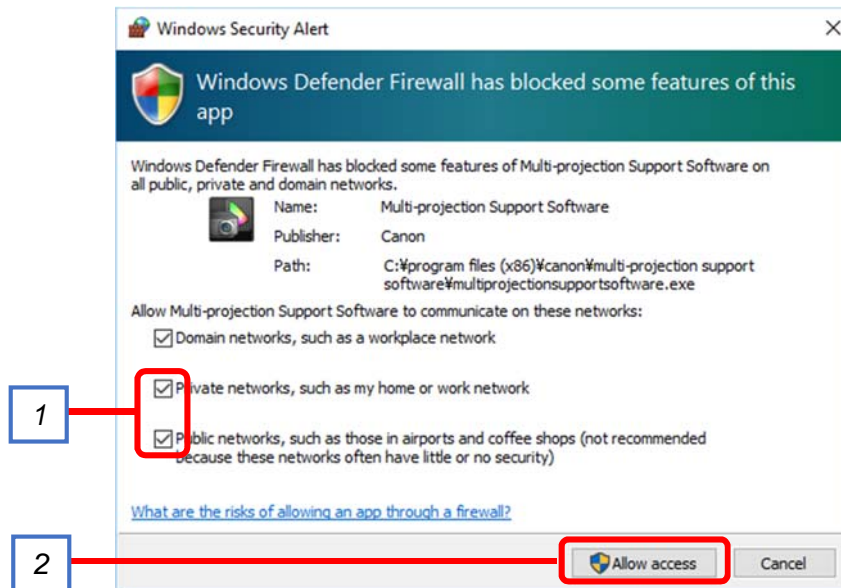 Windows Security Alert
Windows Defender Firewall has blocked some features of this
app
Windows Defender Firewall has blocked some features of Multi-projection Support Software on
all public, private and domain networks.
Name: Multi-projection Support Software
Publisher: Canon
Path: C:¥program files (x86)¥canon¥multi-projection support
software¥multiprojectionsupportsoftware.exe
Allow Multi-projection Support Software to communicate on these networks:
Domain networks, such as a workplace network
1
Private networks, such as my home or work network
Public networks, such as those in airports and coffee shops (not recommended
because these networks often have little or no security)
What are the risks of allowing an app through a firewall?
2
Allow access Cancel